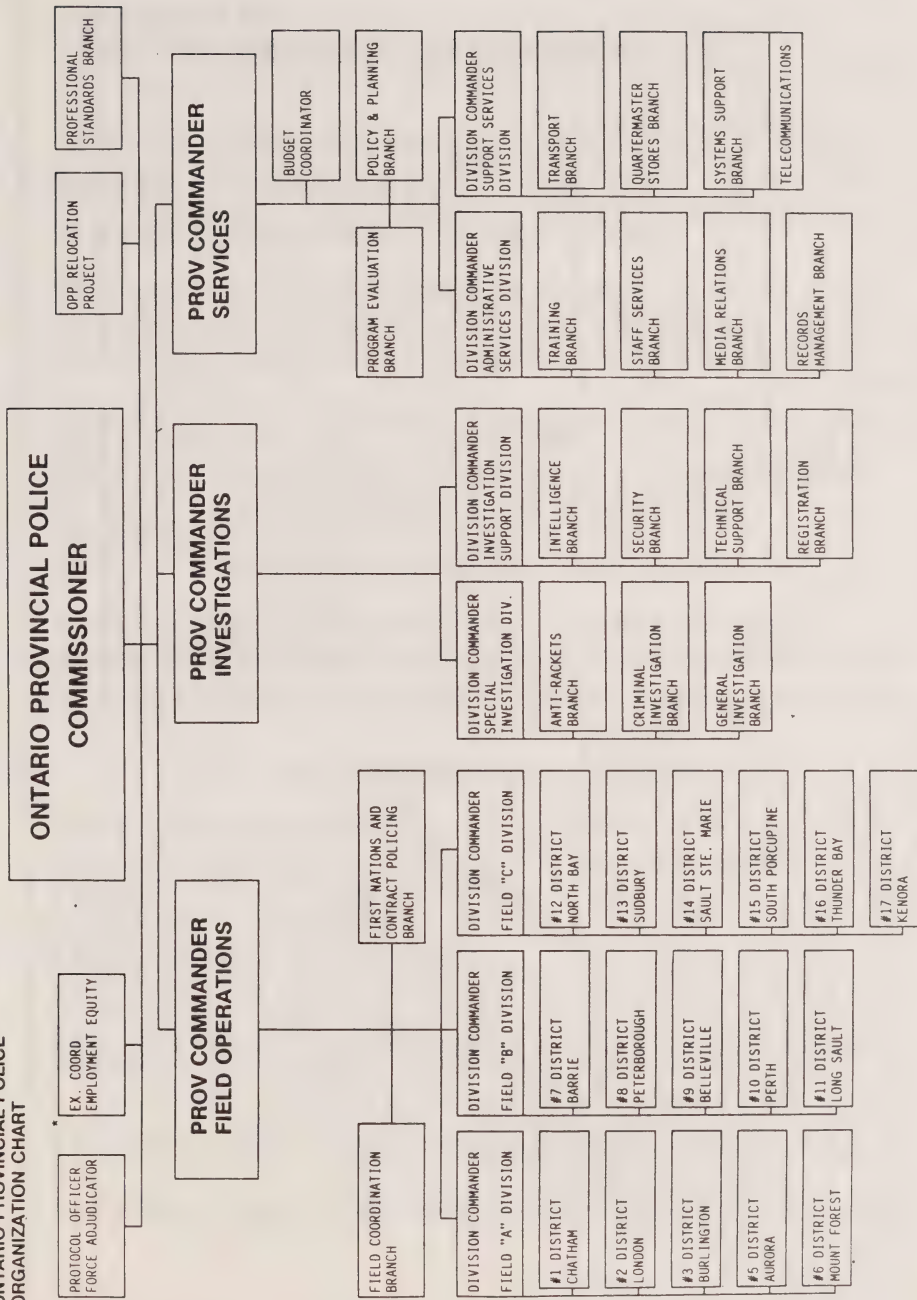 ONTARIO PROVINCIAL POLICE
ORGANIZATION CHART
ONTARIO PROVINCIAL POLICE
COMMISSIONER
PROTOCOL OFFICER
FORCE ADJUDICATOR
*
EX. COORD
EMPLOYMENT EQUITY
OPP RELOCATION
PROJECT
PROFESSIONAL
STANDARDS BRANCH
PROV COMMANDER
FIELD OPERATIONS
FIELD COORDINATION
BRANCH
FIRST NATIONS AND
CONTRACT POLICING
BRANCH
DIVISION COMMANDER
FIELD "A" DIVISION
#1 DISTRICT
CHATHAM
#2 DISTRICT
LONDON
#3 DISTRICT
BURLINGTON
#5 DISTRICT
AURORA
#6 DISTRICT
MOUNT FOREST
DIVISION COMMANDER
FIELD "B" DIVISION
#7 DISTRICT
BARRIE
#8 DISTRICT
PETERBOROUGH
#9 DISTRICT
BELLEVILLE
#10 DISTRICT
PERTH
#11 DISTRICT
LONG SAULT
DIVISION COMMANDER
FIELD "C" DIVISION
#12 DISTRICT
NORTH BAY
#13 DISTRICT
SUDBURY
#14 DISTRICT
SAULT STE. MARIE
#15 DISTRICT
SOUTH PORCUPINE
#16 DISTRICT
THUNDER BAY
#17 DISTRICT
KENORA
PROV COMMANDER
INVESTIGATIONS
DIVISION COMMANDER
SPECIAL
INVESTIGATION DIV.
ANTI-RACKETS
BRANCH
CRIMINAL
INVESTIGATION
BRANCH
GENERAL
INVESTIGATION
BRANCH
DIVISION COMMANDER
INVESTIGATION
SUPPORT DIVISION
INTELLIGENCE
BRANCH
SECURITY
BRANCH
TECHNICAL
SUPPORT BRANCH
REGISTRATION
BRANCH
PROV COMMANDER
SERVICES
BUDGET
COORDINATOR
PROGRAM EVALUATION
BRANCH
POLICY & PLANNING
BRANCH
DIVISION COMMANDER
ADMINISTRATIVE
SERVICES DIVISION
TRAINING
BRANCH
STAFF SERVICES
BRANCH
MEDIA RELATIONS
BRANCH
RECORDS
MANAGEMENT BRANCH
DIVISION COMMANDER
SUPPORT SERVICES
DIVISION
TRANSPORT
BRANCH
QUARTERMASTER
STORES BRANCH
SYSTEMS SUPPORT
BRANCH
TELECOMMUNICATIONS